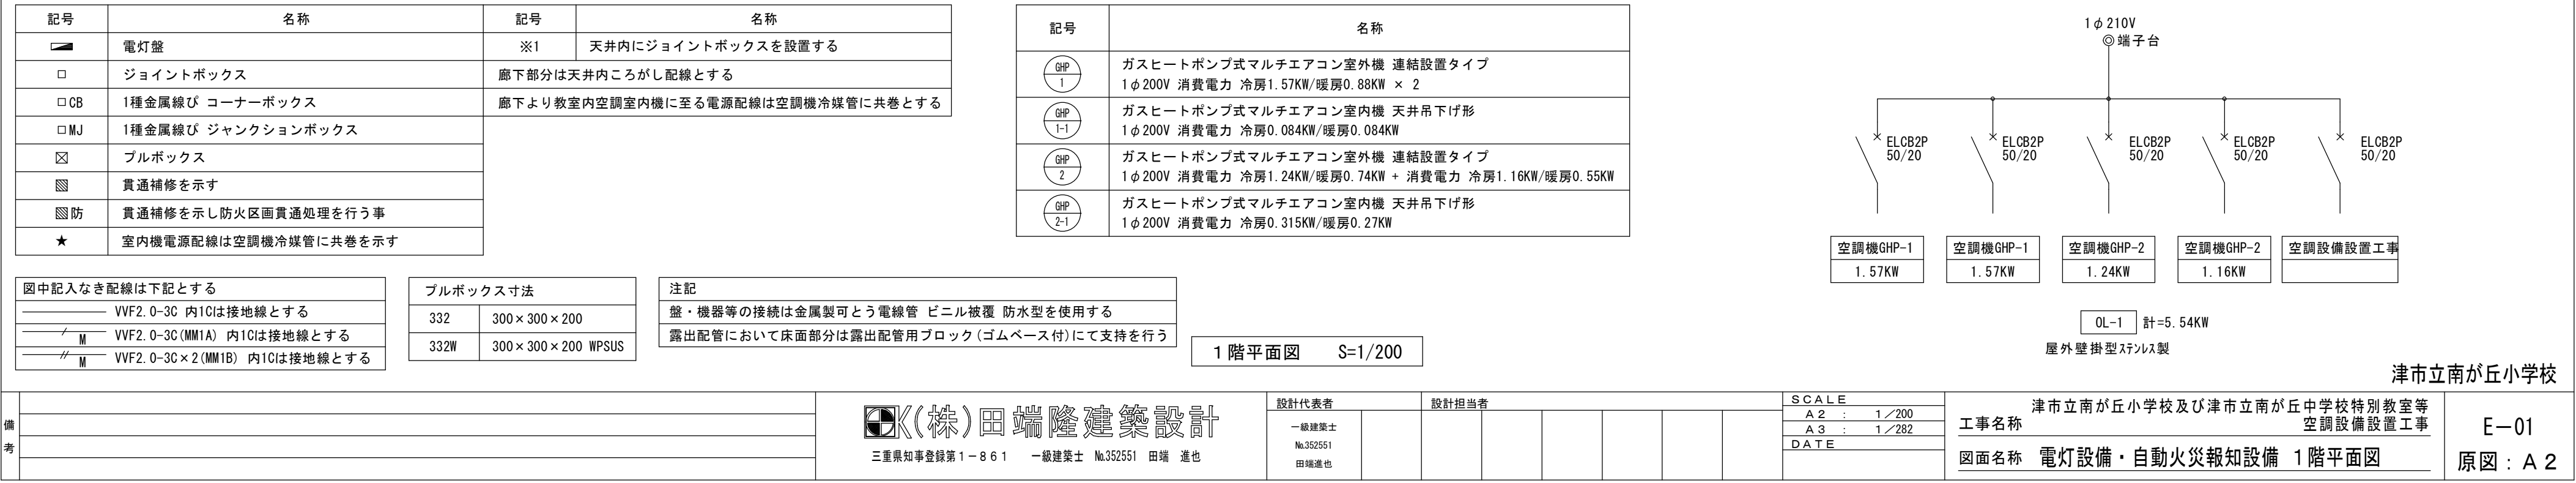 記号 名称 記号 名称
電灯盤 ※1 天井内にジョイントボックスを設置する
ジョイントボックス 廊下部分は天井内ころがし配線とする
CB 1種金属線ぴ コーナーボックス 廊下より教室内空調室内機に至る電源配線は空調機冷媒管に共巻とする
MJ 1種金属線ぴ ジャンクションボックス
プルボックス
貫通補修を示す
防 貫通補修を示し防火区画貫通処理を行う事
★ 室内機電源配線は空調機冷媒管に共巻を示す
記号 名称
GHP
1
ガスヒートポンプ式マルチエアコン室外機 連結設置タイプ
1φ200V 消費電力 冷房1.57KW/暖房0.88KW × 2
GHP
1-1
ガスヒートポンプ式マルチエアコン室内機 天井吊下げ形
1φ200V 消費電力 冷房0.084KW/暖房0.084KW
GHP
2
ガスヒートポンプ式マルチエアコン室外機 連結設置タイプ
1φ200V 消費電力 冷房1.24KW/暖房0.74KW + 消費電力 冷房1.16KW/暖房0.55KW
GHP
2-1
ガスヒートポンプ式マルチエアコン室内機 天井吊下げ形
1φ200V 消費電力 冷房0.315KW/暖房0.27KW
1φ210V
端子台
ELCB2P
50/20
ELCB2P
50/20
ELCB2P
50/20
ELCB2P
50/20
ELCB2P
50/20
空調機GHP-1 空調機GHP-1 空調機GHP-2 空調機GHP-2 空調設備設置工事
1.57KW 1.57KW 1.24KW 1.16KW
OL-1 計=5.54KW
屋外壁掛型ステンレス製
図中記入なき配線は下記とする
VVF2.0-3C 内1Cは接地線とする
M VVF2.0-3C(MM1A) 内1Cは接地線とする
M VVF2.0-3C×2(MM1B) 内1Cは接地線とする
プルボックス寸法
332 300×300×200
332W 300×300×200 WPSUS
注記
盤・機器等の接続は金属製可とう電線管 ビニル被覆 防水型を使用する
露出配管において床面部分は露出配管用ブロック(ゴムベース付)にて支持を行う
1階平面図 S=1/200
津市立南が丘小学校
備考
K(株)田端隆建築設計
三重県知事登録第1-861 一級建築士 №352551 田端 進也
設計代表者 設計担当者
一級建築士
№352551
田端進也
SCALE
A2 : 1/200
A3 : 1/282
DATE
工事名称 津市立南が丘小学校及び津市立南が丘中学校特別教室等
空調設備設置工事
図面名称 電灯設備・自動火災報知設備 1階平面図
E-01
原図：A2